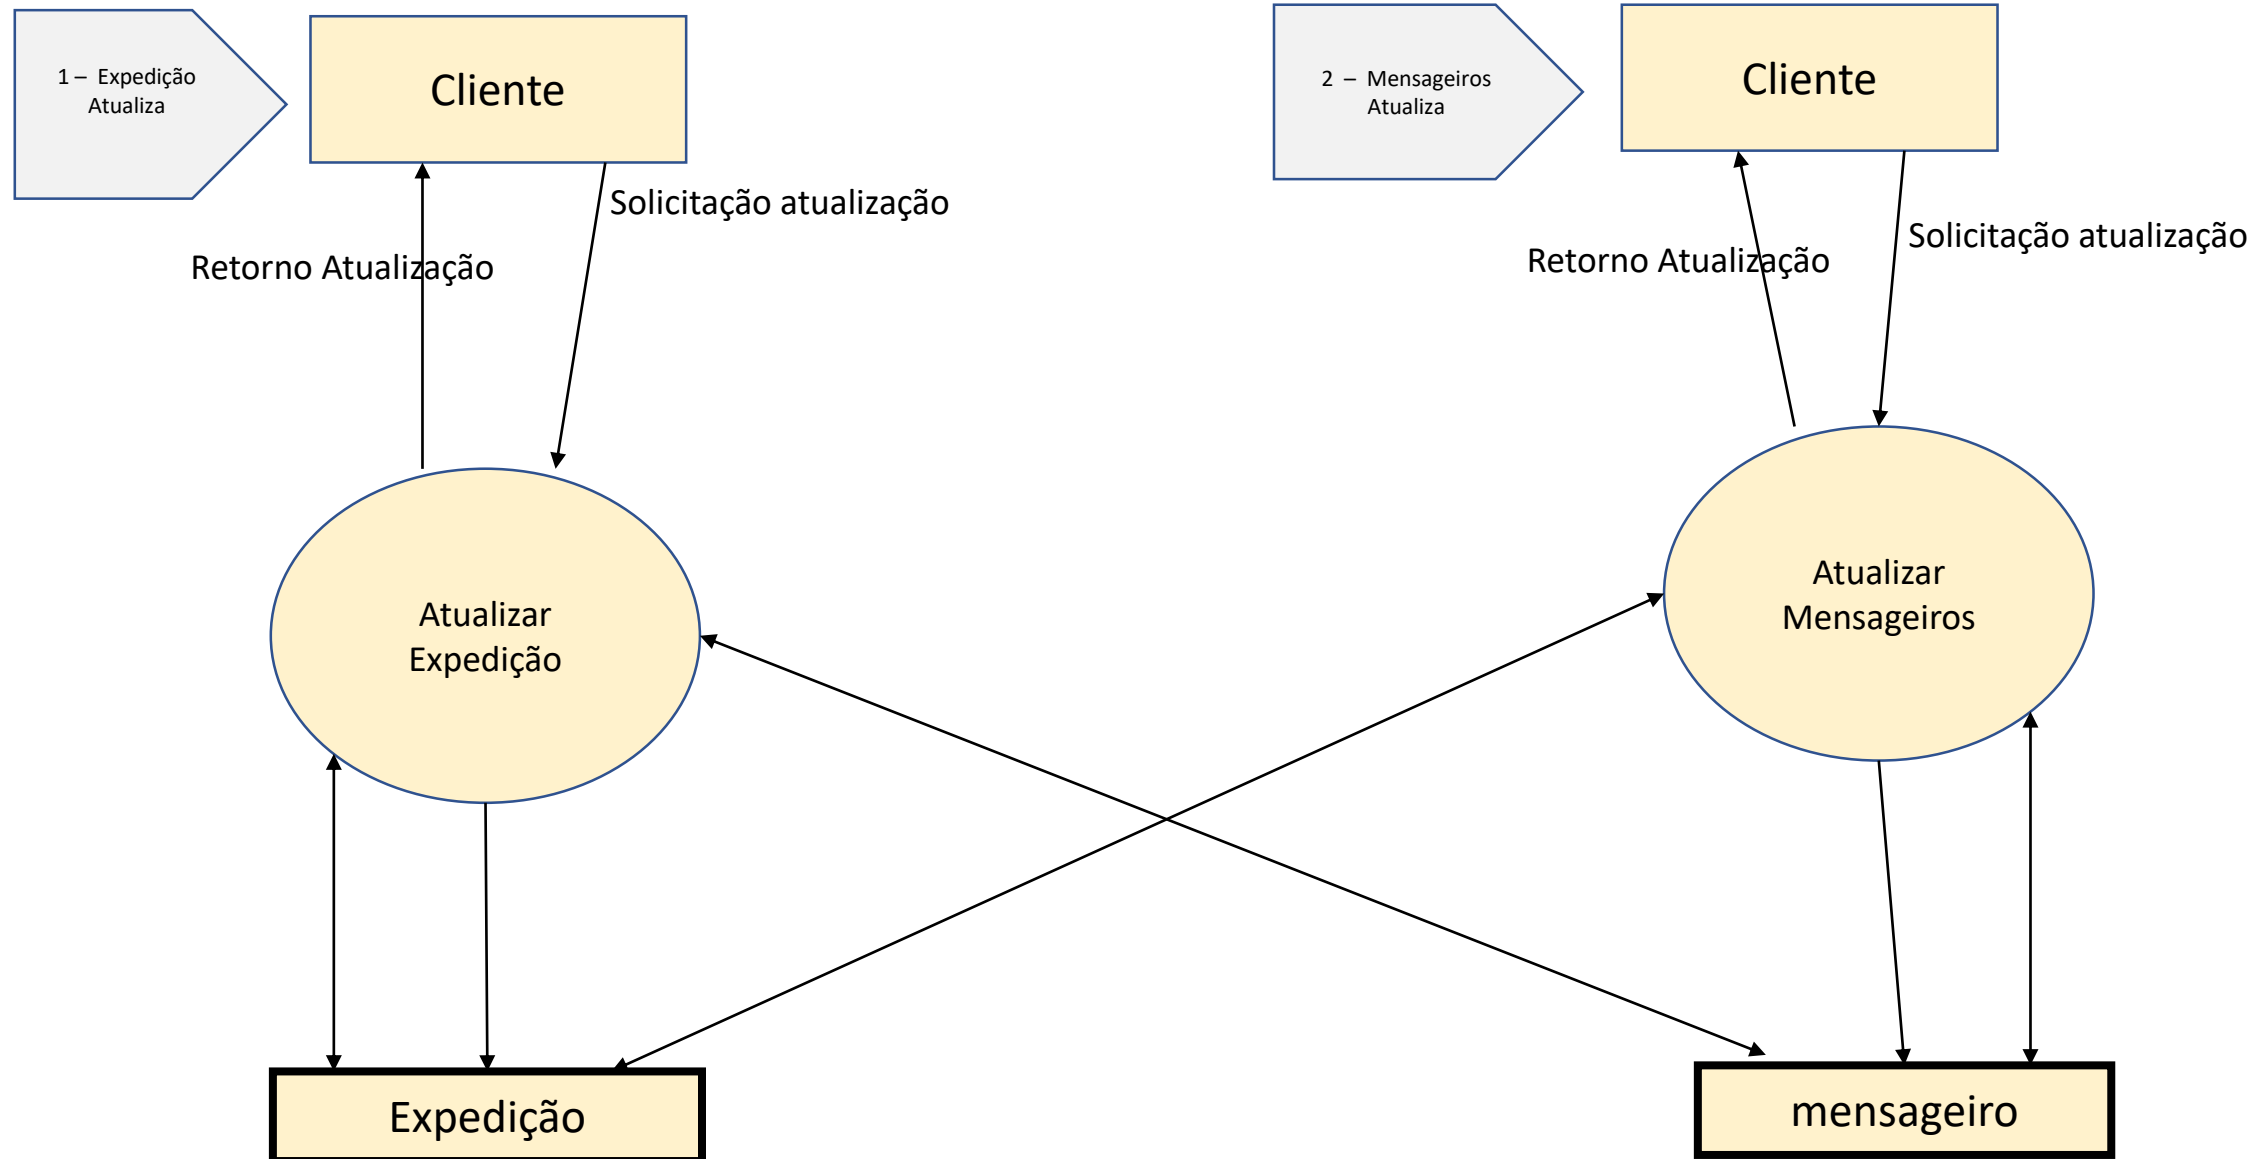 1 – Expedição
Atualiza
Cliente
Solicitação atualização
Retorno Atualização
Atualizar
Expedição
Expedição
2 – Mensageiros
Atualiza
Cliente
Solicitação atualização
Retorno Atualização
Atualizar
Mensageiros
mensageiro